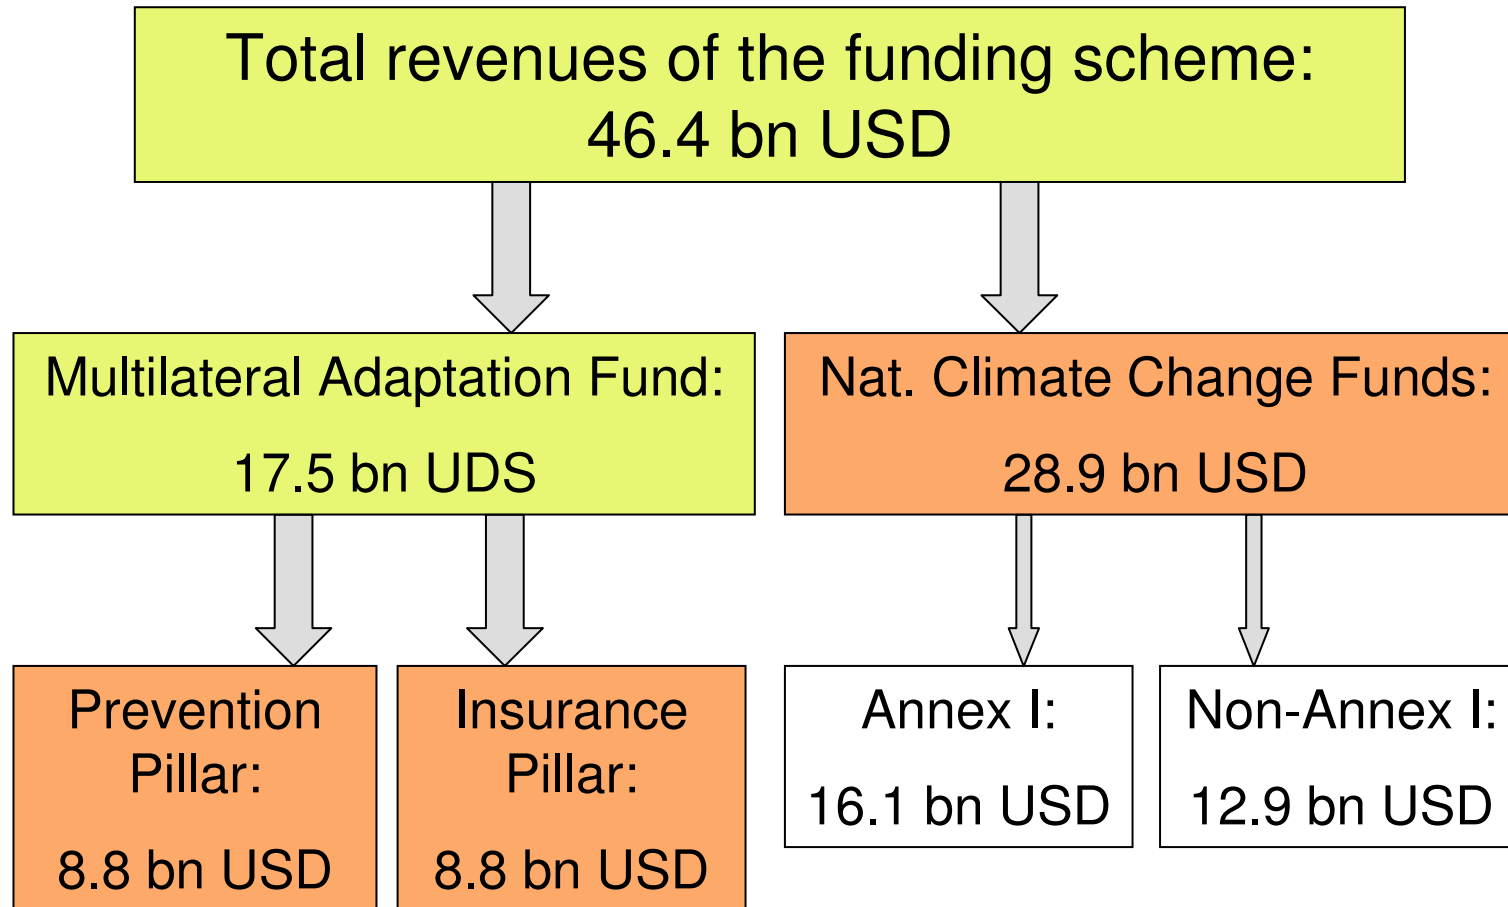 Total revenues of the funding scheme:
46.4 bn USD
Multilateral Adaptation Fund:
17.5 bn UDS
Nat. Climate Change Funds:
28.9 bn USD
Prevention
Pillar:
8.8 bn USD
Insurance
Pillar:
8.8 bn USD
Annex I:
16.1 bn USD
Non-Annex I:
12.9 bn USD